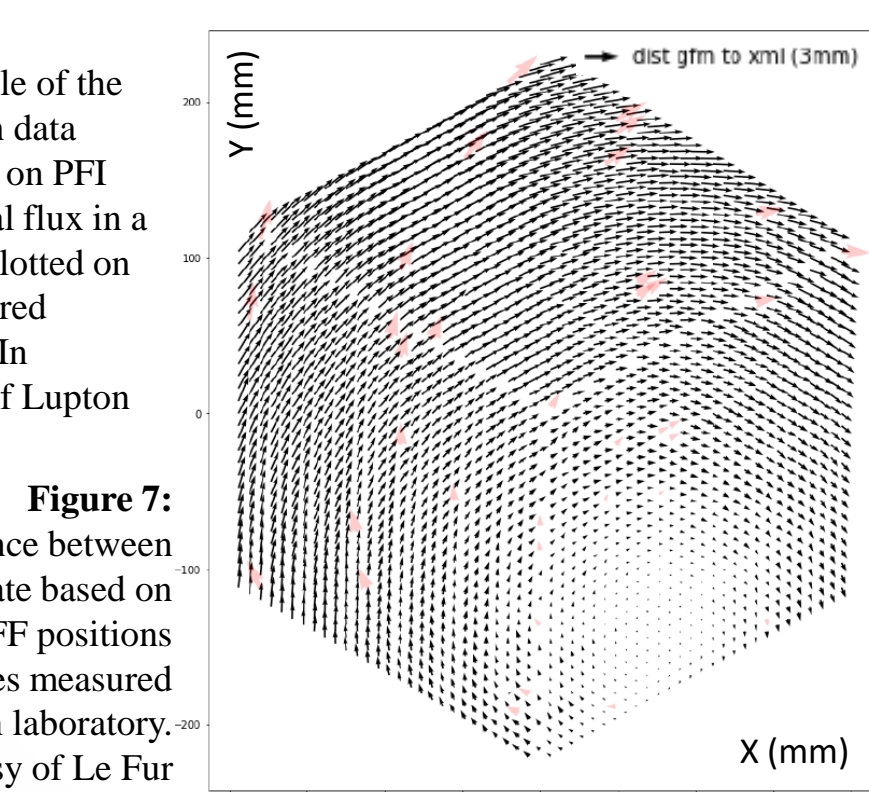 le of the
n data
on PFI
al flux in a
lotted on
red
In
f Lupton
Figure 7:
nce between
ate based on
FF positions
es measured
n laboratory.
sy of Le Fur
Y (mm)
dist gfm to xml (3mm)
200
100
0
−100
−200
X (mm)